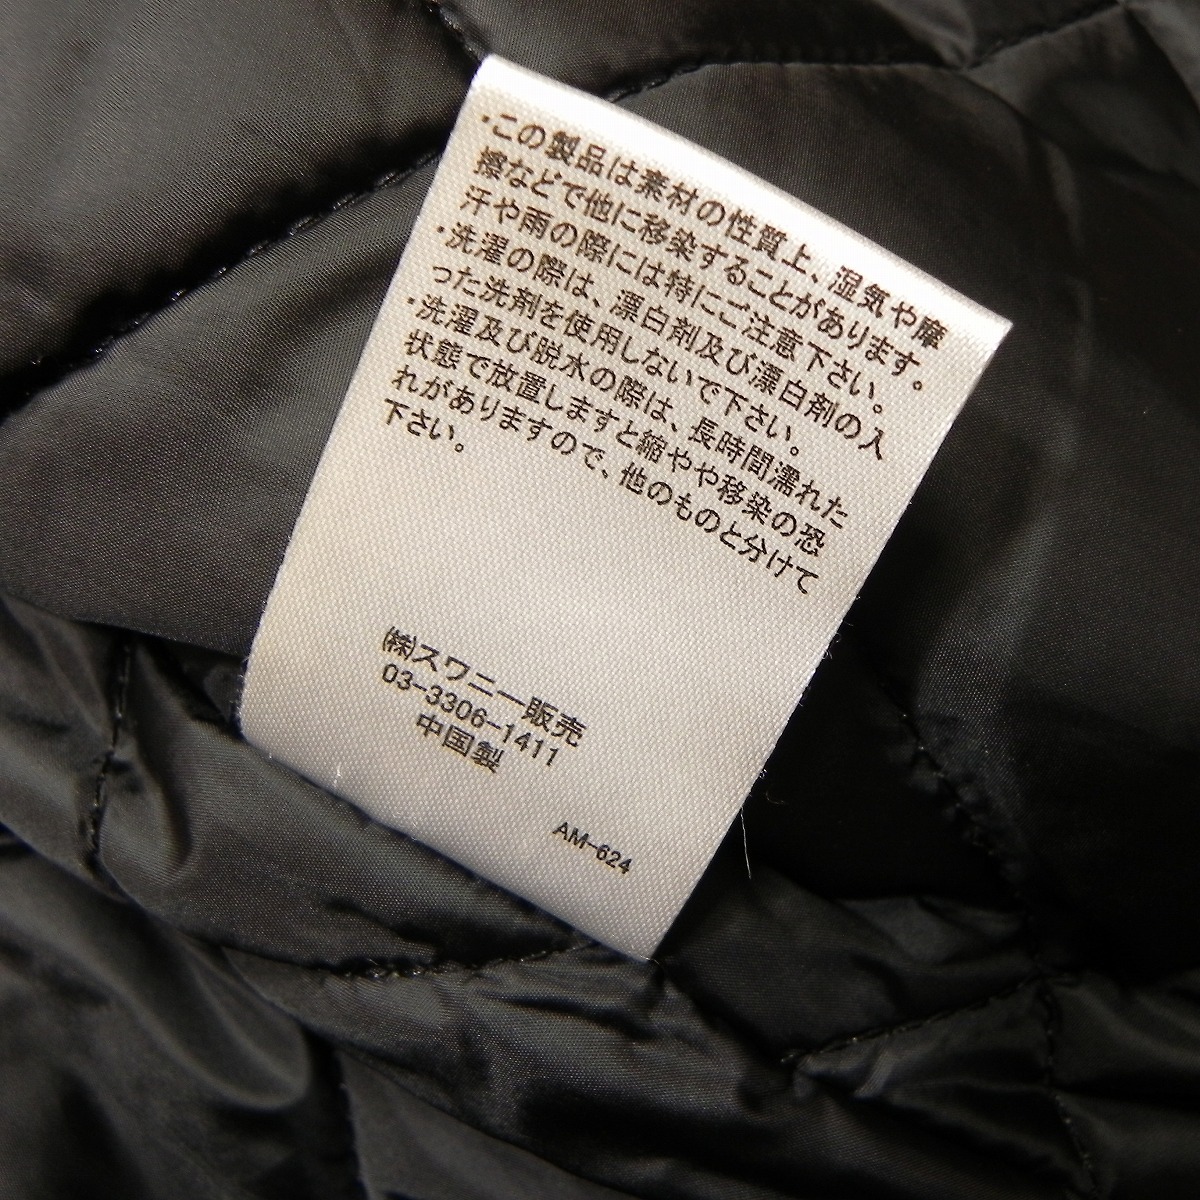 ・この製品は素材の性質上、湿気や摩
擦などで他に移染することがあります。
汗や雨の際には特にご注意下さい。
・洗濯の際は、漂白剤及び漂白剤の入
った洗剤を使用しないで下さい。
・洗濯及び脱水の際は、長時間濡れた
状態で放置しますと縮やや移染の恐
れがありますので、他のものと分けて
下さい。
㈱スワニー販売
03-3306-1411
中国製
AM-624